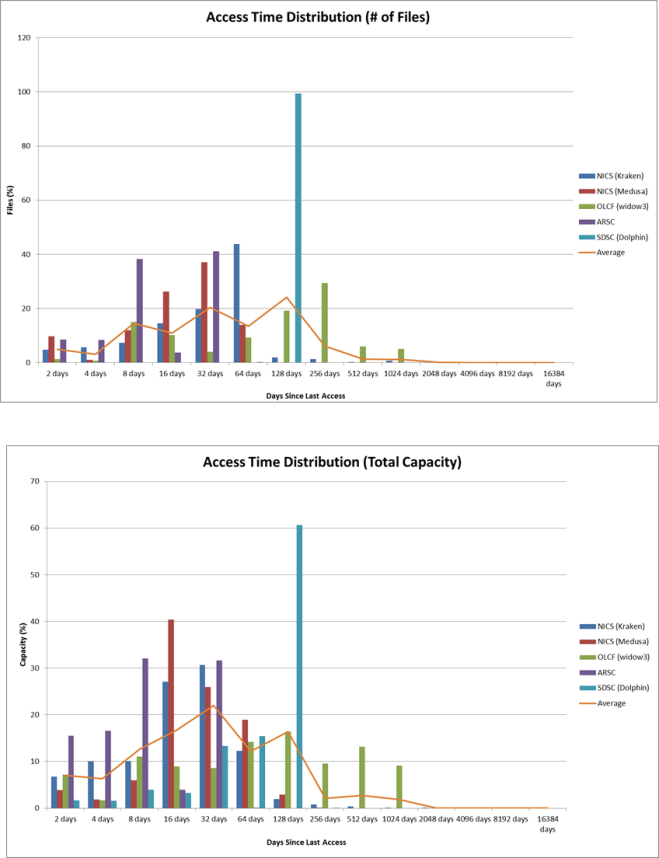 Access Time Distribution (# of Files)
120
100
80
60
40
20
0
Files (%)
2 days 4 days 8 days 16 days 32 days 64 days 128 days 256 days 512 days 1024 days 2048 days 4096 days 8192 days 16384 days
Days Since Last Access
NICS (Kraken)
NICS (Medusa)
OLCF (widow3)
ARSC
SDSC (Dolphin)
Average
Access Time Distribution (Total Capacity)
70
60
50
40
30
20
10
0
Capacity (%)
2 days 4 days 8 days 16 days 32 days 64 days 128 days 256 days 512 days 1024 days 2048 days 4096 days 8192 days 16384 days
Days Since Last Access
NICS (Kraken)
NICS (Medusa)
OLCF (widow3)
ARSC
SDSC (Dolphin)
Average